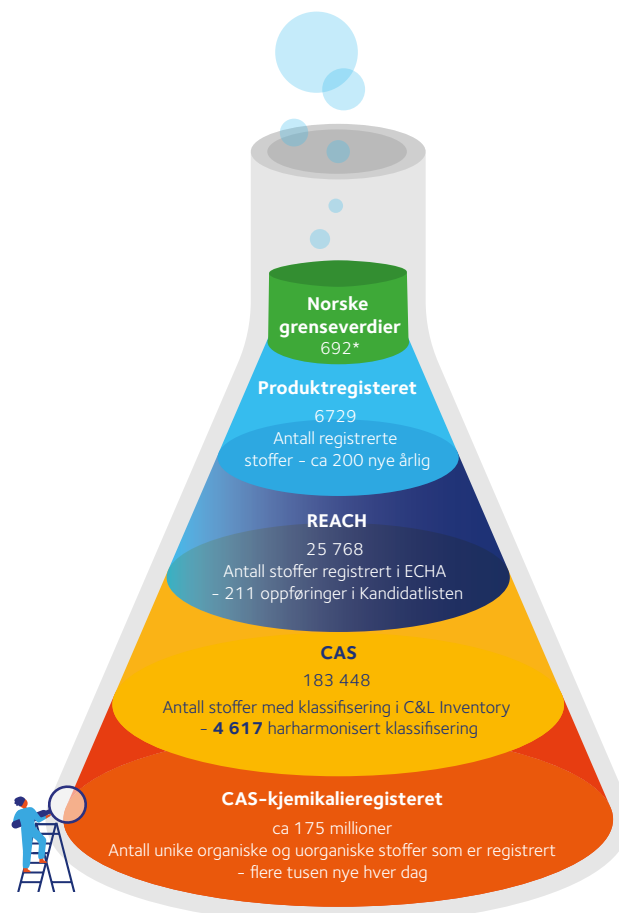 Norske
grenseverdier
692*
Produktregisteret
6729
Antall registrerte
stoffer – ca 200 nye årlig
REACH
25 768
Antall stoffer registrert i ECHA
– 211 oppføringer i Kandidatlisten
CAS
183 448
Antall stoffer med klassifisering i C&L Inventory
– 4 617 harharmonisert klassifisering
CAS-kjemikalieregisteret
ca 175 millioner
Antall unike organiske og uorganiske stoffer som er registrert
– flere tusen nye hver dag